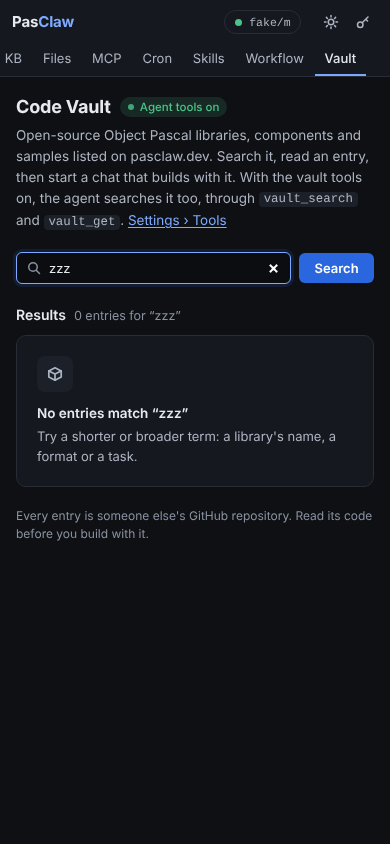 PasClaw
fake/m
KB Files MCP Cron Skills Workflow Vault
Code Vault
Agent tools on
Open-source Object Pascal libraries, components and
samples listed on pasclaw.dev. Search it, read an entry,
then start a chat that builds with it. With the vault tools
on, the agent searches it too, through vault_search
and vault_get. Settings › Tools
zzz
Search
Results 0 entries for “zzz”
No entries match “zzz”
Try a shorter or broader term: a library's name, a
format or a task.
Every entry is someone else's GitHub repository. Read its code
before you build with it.